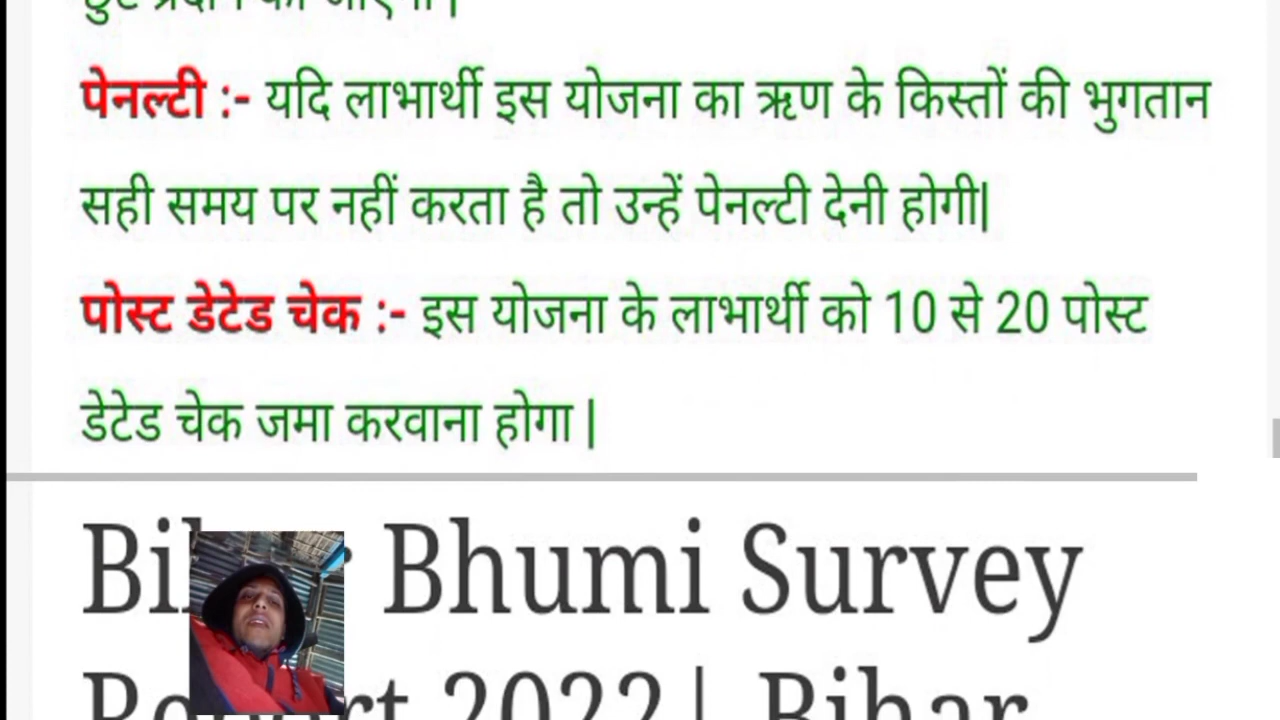 पेनल्टी :- यदि लाभार्थी इस योजना का ऋण के किस्तों की भुगतान
सही समय पर नहीं करता है तो उन्हें पेनल्टी देनी होगी|
पोस्ट डेटेड चेक :- इस योजना के लाभार्थी को 10 से 20 पोस्ट
डेटेड चेक जमा करवाना होगा |
Bhumi Survey
2022| Bihar